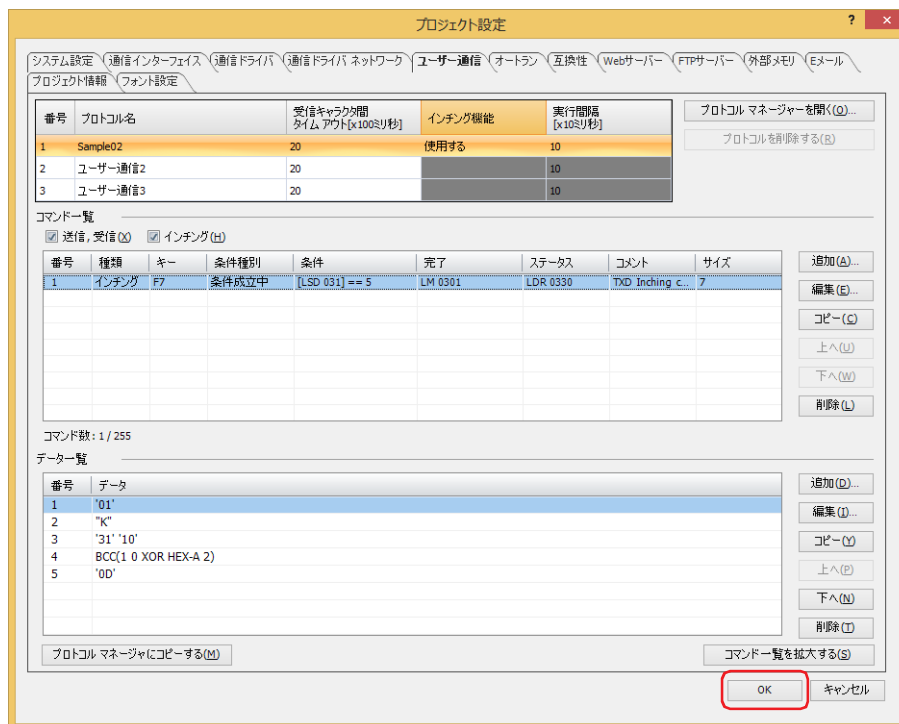 プロジェクト設定
? ×
システム設定 通信インターフェイス 通信ドライバ 通信ドライバ ネットワーク ユーザー通信 オートラン 互換性 Webサーバー FTPサーバー 外部メモリ Eメール
プロジェクト情報 フォント設定
番号 プロトコル名 受信キャラクタ間 タイム アウト[x100ミリ秒] インチング機能 実行間隔 [x10ミリ秒]
プロトコル マネージャーを開く(O)...
1 Sample02 20 使用する 10
プロトコルを削除する(R)
2 ユーザー通信2 20 10
3 ユーザー通信3 20 10
コマンド一覧
送信, 受信(X) インチング(H)
番号 種類 キー 条件種別 条件 完了 ステータス コメント サイズ
追加(A)...
1 インチング F7 条件成立中 [LSD 031] == 5 LM 0301 LDR 0330 TXD Inching c... 7
編集(E)...
コピー(C)
上へ(U)
下へ(W)
削除(L)
コマンド数: 1 / 255
データ一覧
番号 データ
追加(D)...
1 '01'
編集(I)...
2 "K"
3 '31' '10'
コピー(Y)
4 BCC(1 0 XOR HEX-A 2)
上へ(P)
5 '0D'
下へ(N)
削除(T)
プロトコル マネージャにコピーする(M)
コマンド一覧を拡大する(S)
OK キャンセル